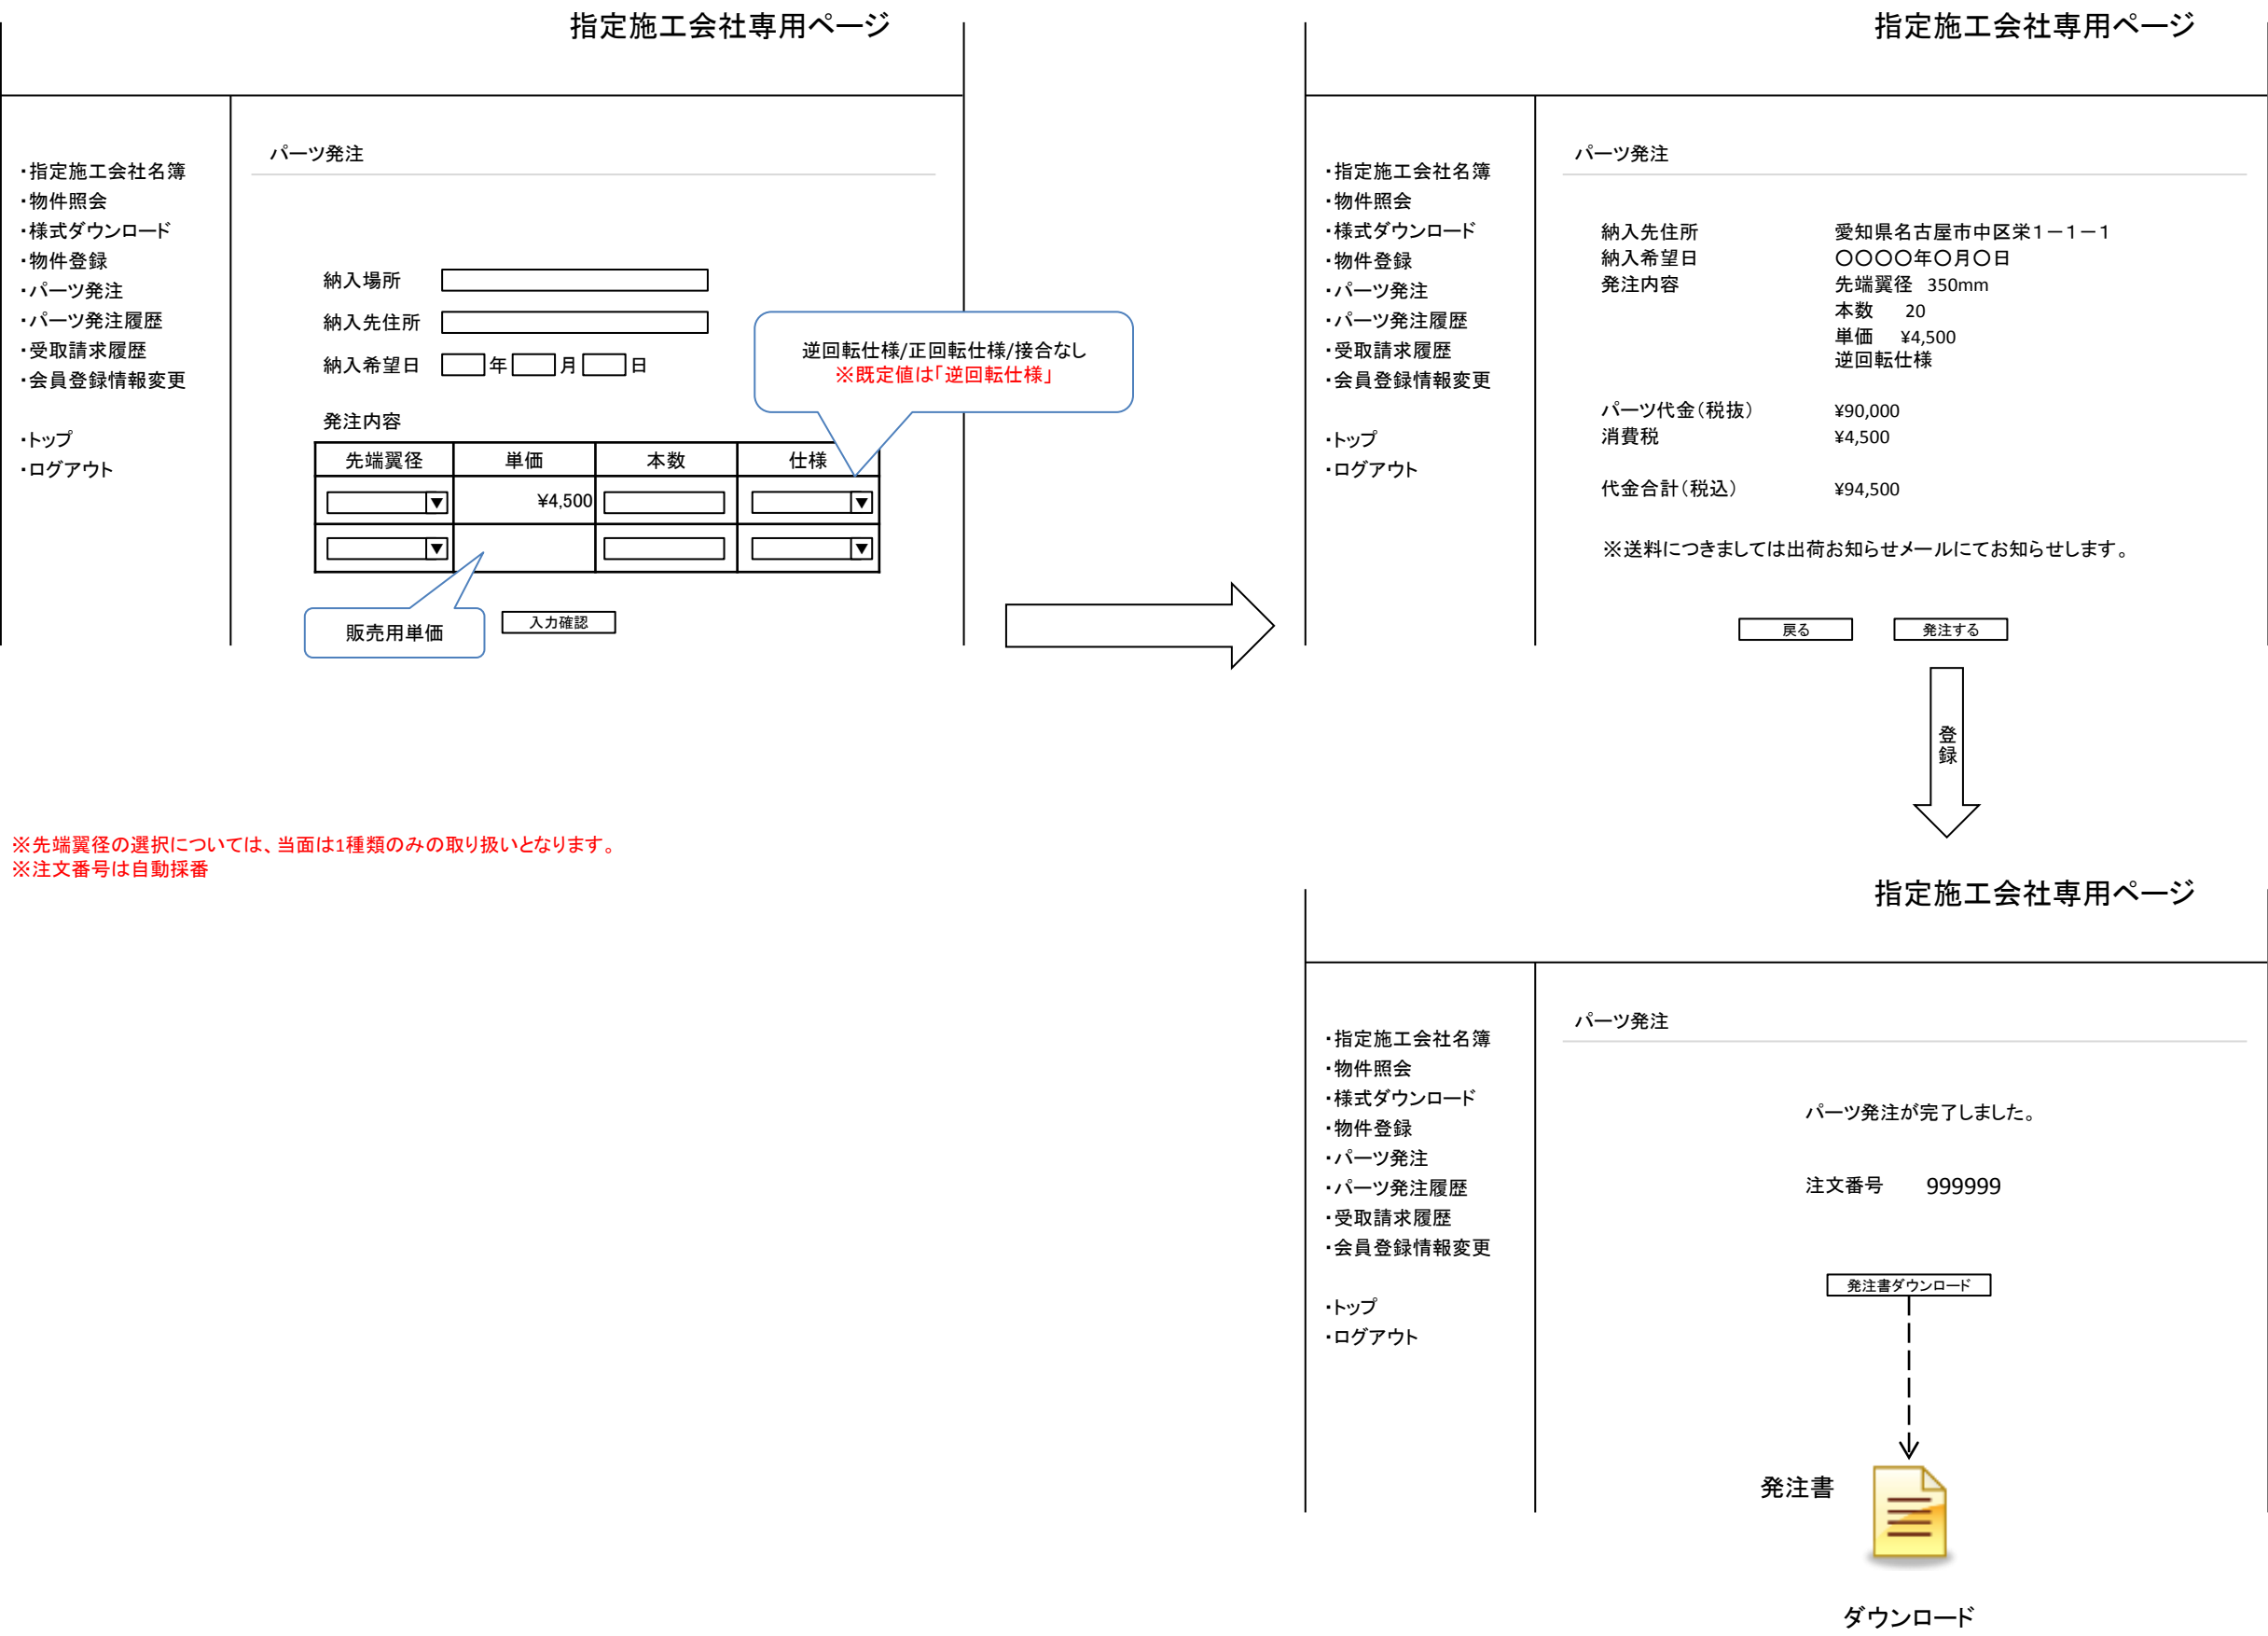 指定施工会社専用ページ
・指定施工会社名簿
・物件照会
・様式ダウンロード
・物件登録
・パーツ発注
・パーツ発注履歴
・受取請求履歴
・会員登録情報変更
・トップ
・ログアウト
パーツ発注
納入場所
納入先住所
納入希望日 年 月 日
逆回転仕様/正回転仕様/接合なし
※既定値は「逆回転仕様」
発注内容
先端翼径 単価 本数 仕様
▼ ¥4,500 ▼
▼ ▼
販売用単価
入力確認
※先端翼径の選択については、当面は1種類のみの取り扱いとなります。
※注文番号は自動採番
指定施工会社専用ページ
・指定施工会社名簿
・物件照会
・様式ダウンロード
・物件登録
・パーツ発注
・パーツ発注履歴
・受取請求履歴
・会員登録情報変更
・トップ
・ログアウト
パーツ発注
納入先住所 愛知県名古屋市中区栄1-1-1
納入希望日 〇〇〇〇年〇月〇日
発注内容 先端翼径 350mm
本数 20
単価 ¥4,500
逆回転仕様
パーツ代金(税抜) ¥90,000
消費税 ¥4,500
代金合計(税込) ¥94,500
※送料につきましては出荷お知らせメールにてお知らせします。
戻る 発注する
登録
指定施工会社専用ページ
・指定施工会社名簿
・物件照会
・様式ダウンロード
・物件登録
・パーツ発注
・パーツ発注履歴
・受取請求履歴
・会員登録情報変更
・トップ
・ログアウト
パーツ発注
パーツ発注が完了しました。
注文番号 999999
発注書ダウンロード
発注書
ダウンロード